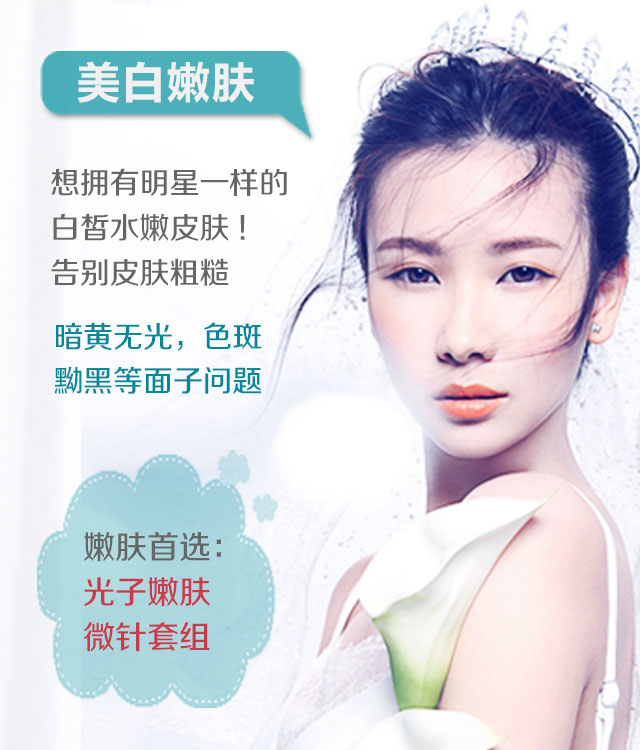 美白嫩肤
想拥有明星一样的
白皙水嫩皮肤！
告别皮肤粗糙
暗黄无光，色斑
黝黑等面子问题
嫩肤首选：
光子嫩肤
微针套组